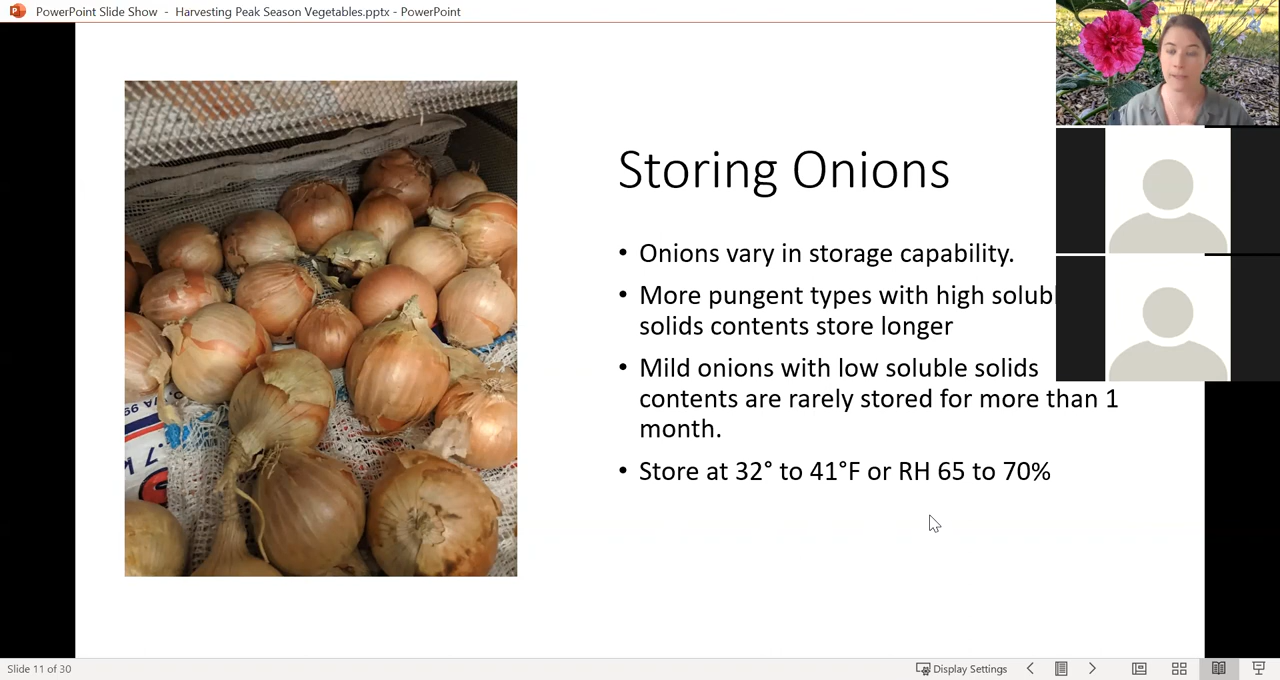 PowerPoint Slide Show - Harvesting Peak Season Vegetables.pptx - PowerPoint
Storing Onions
• Onions vary in storage capability.
• More pungent types with high
solids contents store longer
• Mild onions with low soluble solids
contents are rarely stored for more than 1
month.
• Store at 32° to 41°F or RH 65 to 70%
Slide 11 of 30
Display Settings